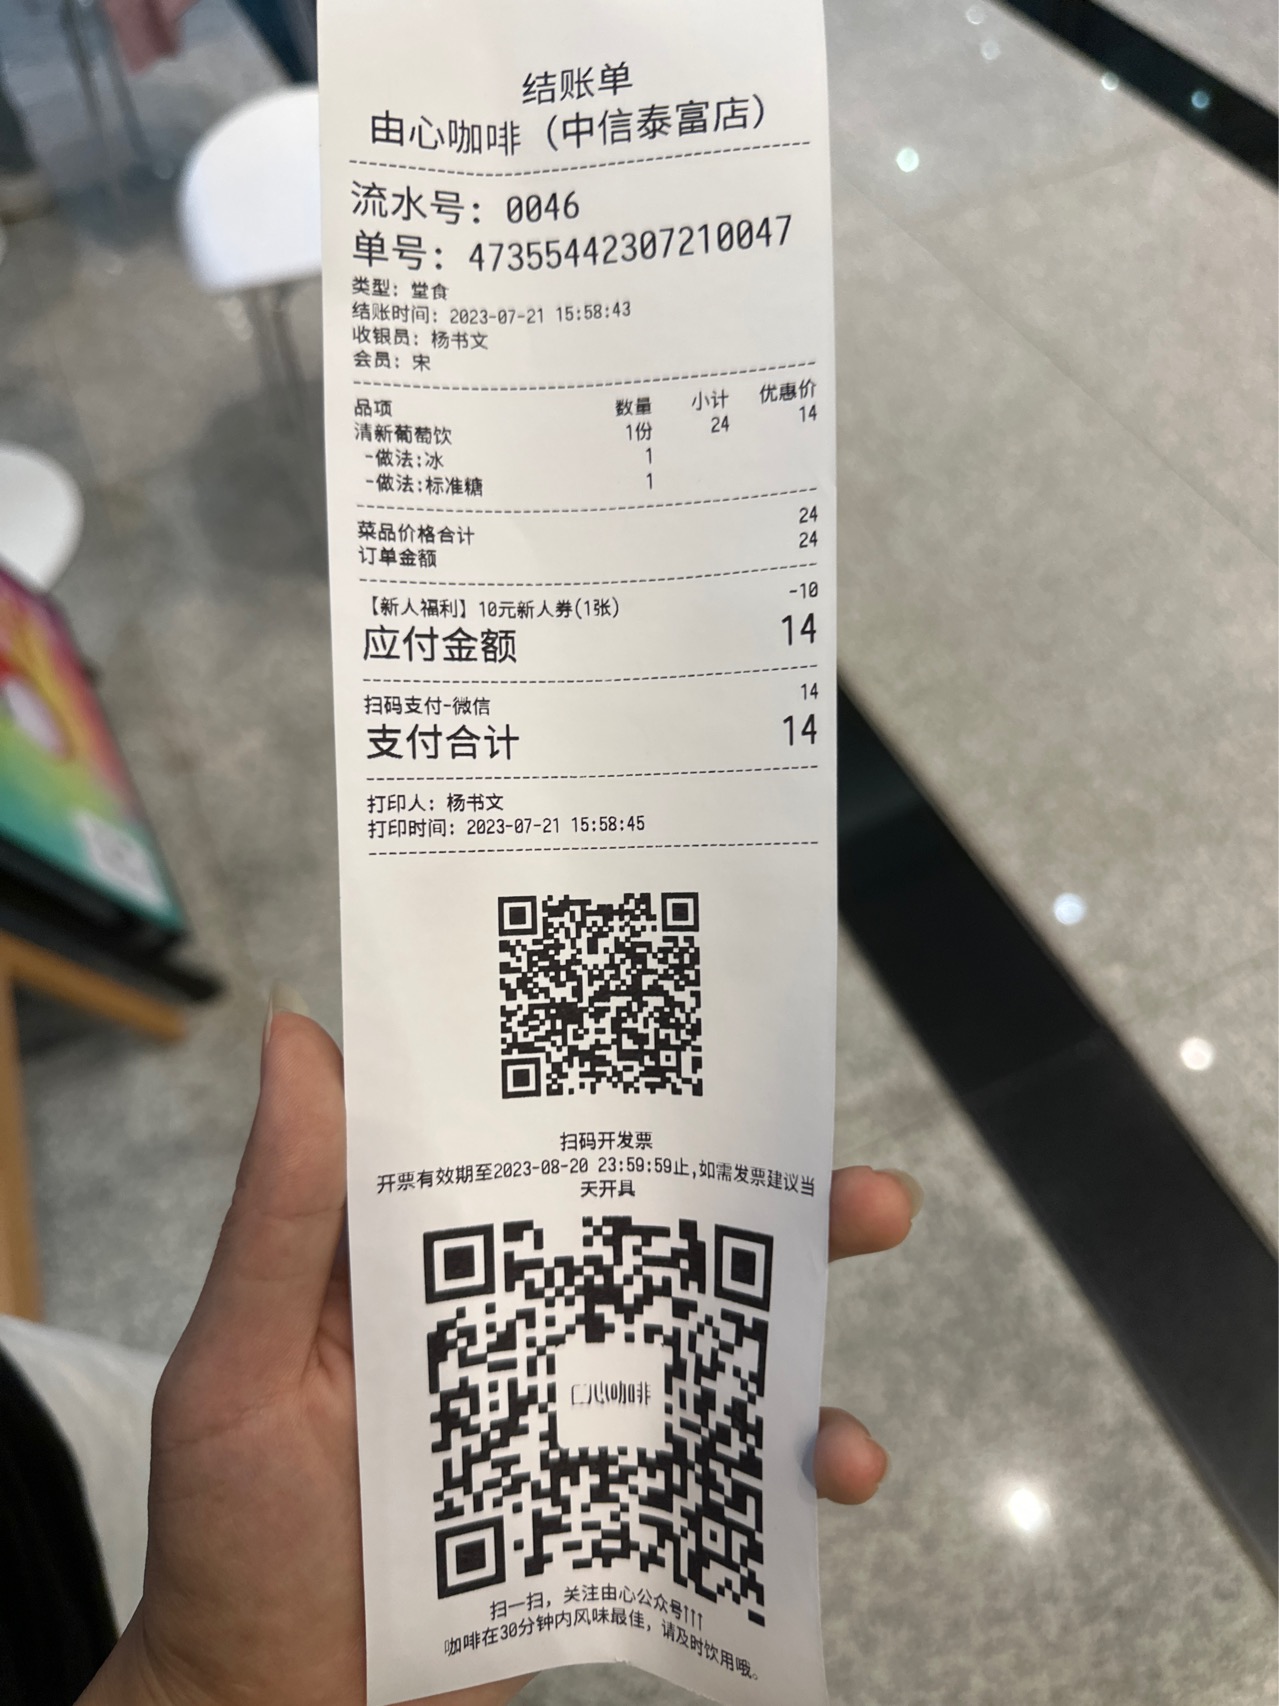 结账单
由心咖啡（中信泰富店）
流水号：0046
单号：47355442307210047
类型：堂食
结账时间：2023-07-21 15:58:43
收银员：杨书文
会员：宋
品项 数量 小计 优惠价
清新葡萄饮 1份 24 14
-做法:冰 1
-做法:标准糖 1
菜品价格合计 24
订单金额 24
【新人福利】10元新人券(1张) -10
应付金额 14
扫码支付-微信 14
支付合计 14
打印人：杨书文
打印时间：2023-07-21 15:58:45
扫码开发票
开票有效期至2023-08-20 23:59:59止,如需发票建议当
天开具
心咖啡
扫一扫，关注由心公众号↑↑↑
咖啡在30分钟内风味最佳，请及时饮用哦。